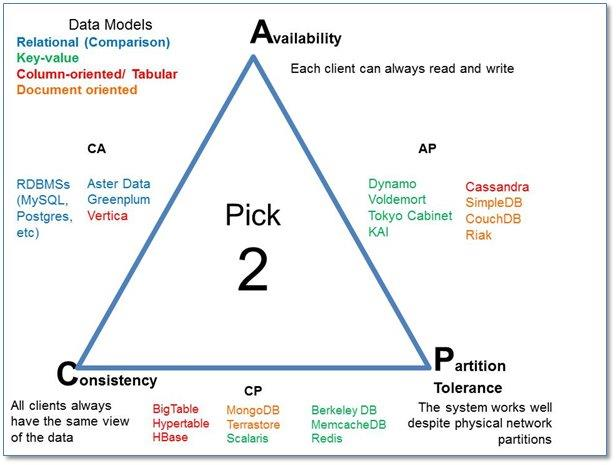 Data Models
Relational (Comparison)
Key-value
Column-oriented/ Tabular
Document oriented
Availability
Each client can always read and write
CA
RDBMSs
(MySQL,
Postgres,
etc)
Aster Data
Greenplum
Vertica
AP
Dynamo
Voldemort
Tokyo Cabinet
KAI
Cassandra
SimpleDB
CouchDB
Riak
Pick
2
Consistency
All clients always
have the same view
of the data
CP
BigTable
Hypertable
HBase
MongoDB
Terrastore
Scalaris
Berkeley DB
MemcacheDB
Redis
Partition
Tolerance
The system works well
despite physical network
partitions